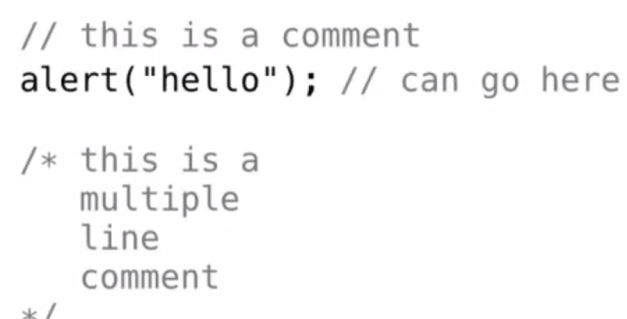 // this is a comment
alert("hello"); // can go here

/* this is a
   multiple
   line
   comment
*/